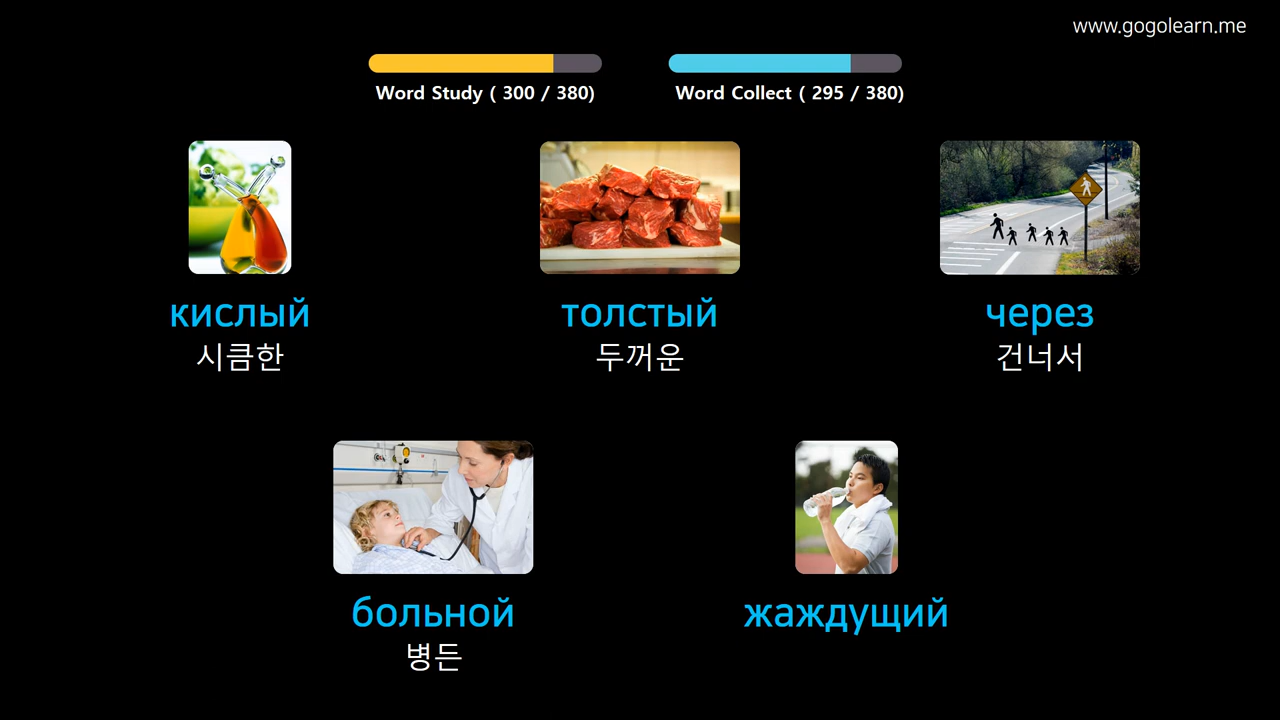 www.gogolearn.me
Word Study ( 300 / 380)
Word Collect ( 295 / 380)
кислый
시큼한
толстый
두꺼운
через
건너서
больной
병든
жаждущий